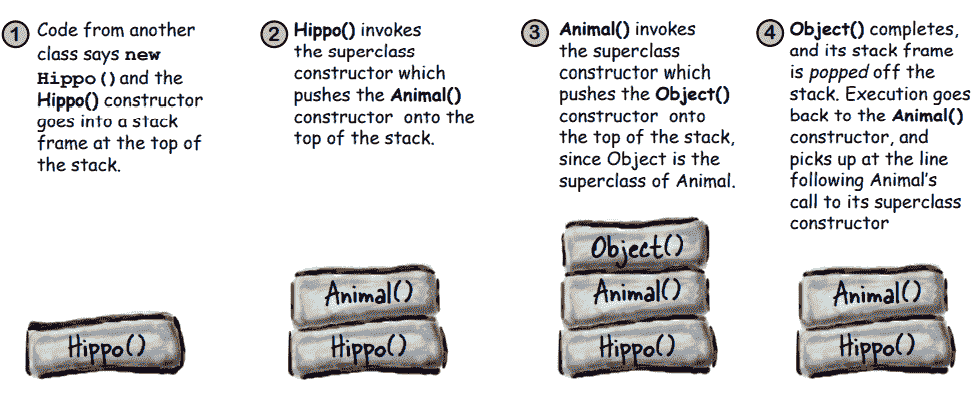 1 Code from another
class says new
Hippo () and the
Hippo() constructor
goes into a stack
frame at the top of
the stack.
Hippo()
2 Hippo() invokes
the superclass
constructor which
pushes the Animal()
constructor onto the
top of the stack.
Animal()
Hippo()
3 Animal() invokes
the superclass
constructor which
pushes the Object()
constructor onto
the top of the stack,
since Object is the
superclass of Animal.
Object()
Animal()
Hippo()
4 Object() completes,
and its stack frame
is popped off the
stack. Execution goes
back to the Animal()
constructor, and
picks up at the line
following Animal's
call to its superclass
constructor
Animal()
Hippo()